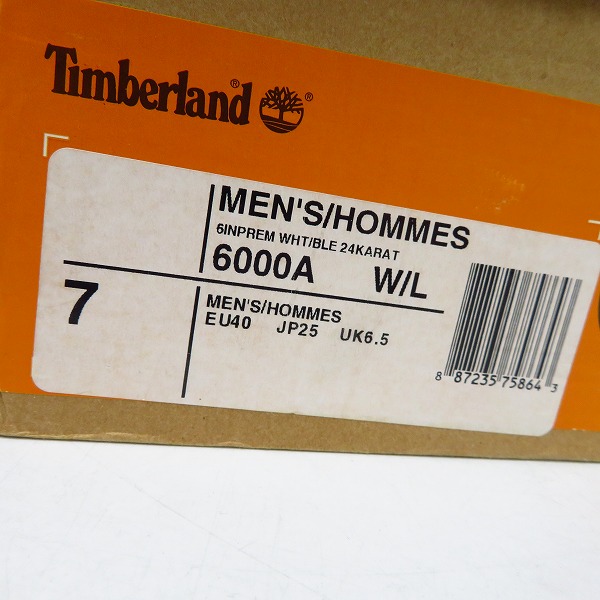 Timberland® ®
MEN'S/HOMMES
6INPREM WHT/BLE 24KARAT
6000A W/L
7
MEN'S/HOMMES
EU40 JP25 UK6.5
8 87235 75864 3